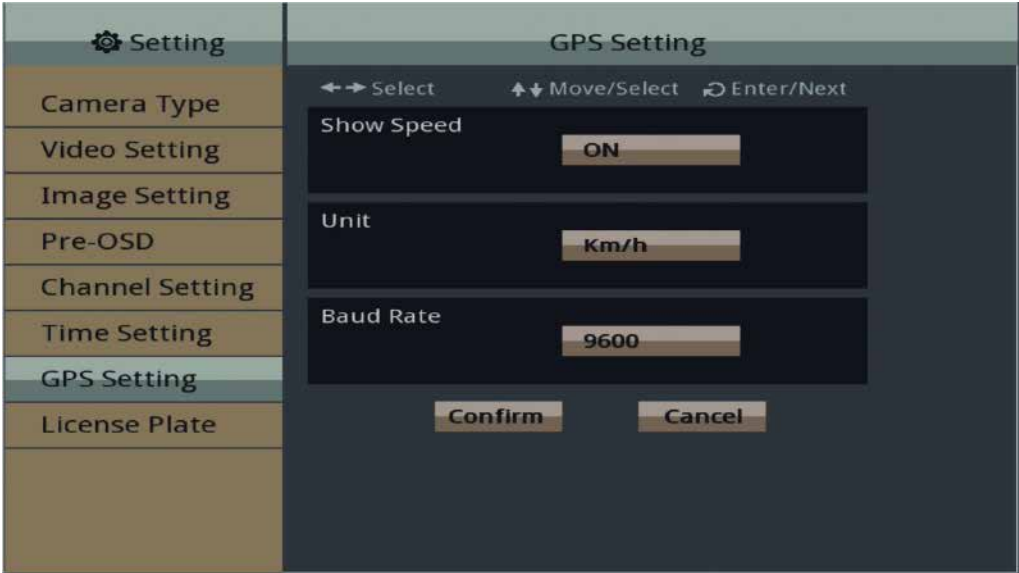 Setting
GPS Setting
Camera Type
Video Setting
Image Setting
Pre-OSD
Channel Setting
Time Setting
GPS Setting
License Plate
Select Move/Select Enter/Next
Show Speed
ON
Unit
Km/h
Baud Rate
9600
Confirm Cancel